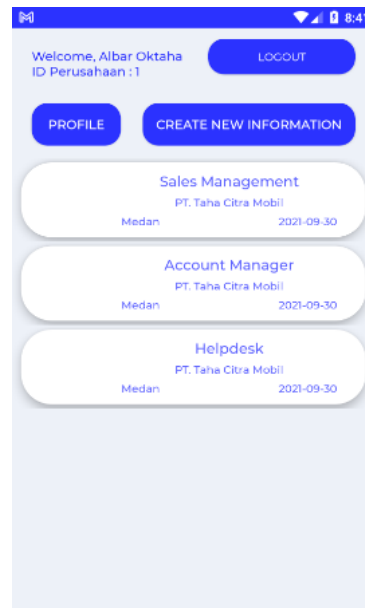 8:4
Welcome, Albar Oktaha
LOGOUT
ID Perusahaan : 1
PROFILE
CREATE NEW INFORMATION
Sales Management
PT. Taha Citra Mobil
Medan 2021-09-30
Account Manager
PT. Taha Citra Mobil
Medan 2021-09-30
Helpdesk
PT. Taha Citra Mobil
Medan 2021-09-30